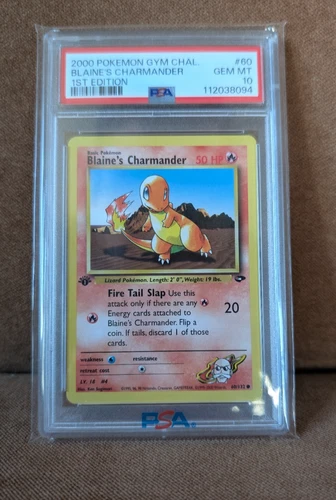 2000 POKEMON GYM CHAL. #60
BLAINE'S CHARMANDER GEM MT
1ST EDITION 10
PSA 112038094
Basic Pokémon
Blaine's Charmander 50 HP
Lizard Pokémon. Length: 2' 0", Weight: 19 lbs.
Fire Tail Slap Use this
attack only if there are any
Energy cards attached to
Blaine's Charmander. Flip a
coin. If tails, discard 1 of those
cards.
20
weakness resistance
retreat cost
LV. 16 #4
60/132
PSA